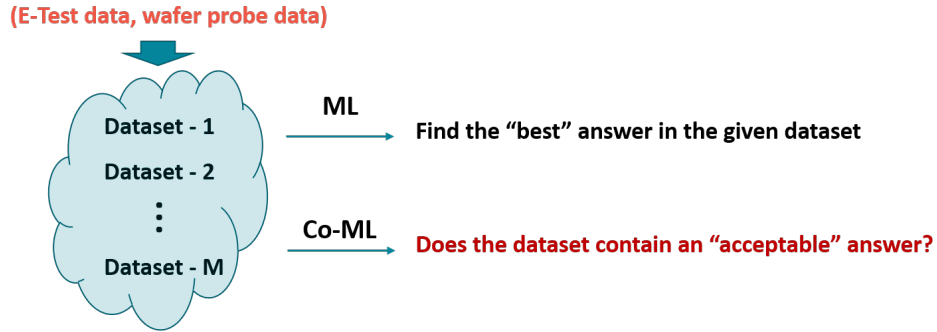 (E-Test data, wafer probe data)
Dataset - 1
Dataset - 2
⋮
Dataset - M
ML
Find the “best” answer in the given dataset
Co-ML
Does the dataset contain an “acceptable” answer?